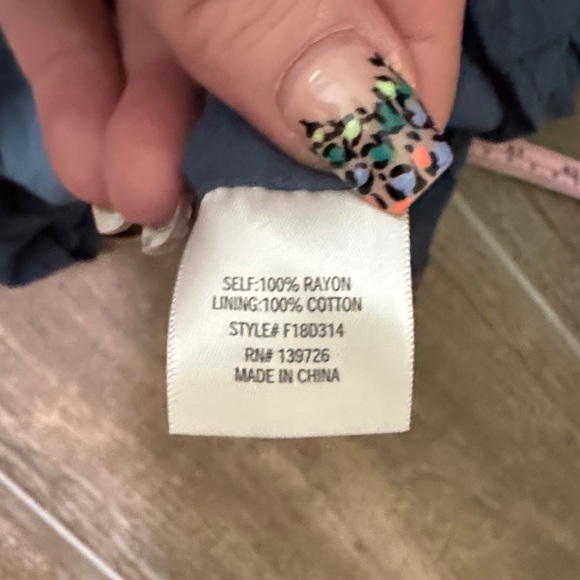 SELF:100% RAYON
LINING:100% COTTON
STYLE# F18D314
RN# 139726
MADE IN CHINA